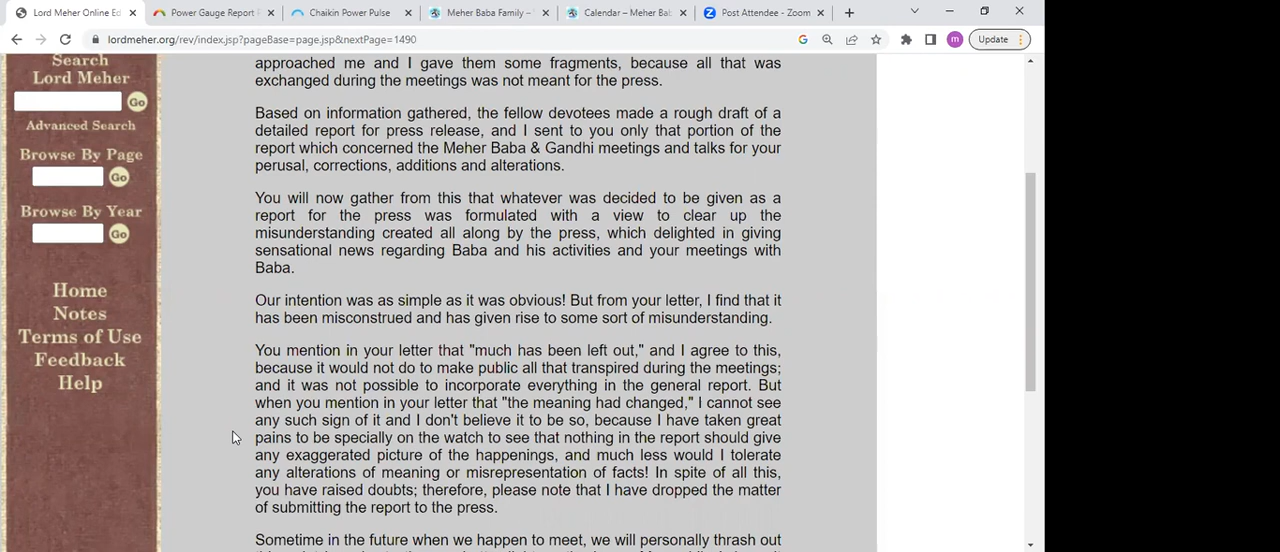 Lord Meher Online Ed
Power Gauge Report
Chaikin Power Pulse
Meher Baba Family –
Calendar – Meher Bab
Post Attendee - Zoom
lordmeher.org/rev/index.jsp?pageBase=page.jsp&nextPage=1490
G
m
Update
Search
Lord Meher
Go
Advanced Search
Browse By Page
Go
Browse By Year
Go
Home
Notes
Terms of Use
Feedback
Help
approached me and I gave them some fragments, because all that was
exchanged during the meetings was not meant for the press.
Based on information gathered, the fellow devotees made a rough draft of a
detailed report for press release, and I sent to you only that portion of the
report which concerned the Meher Baba & Gandhi meetings and talks for your
perusal, corrections, additions and alterations.
You will now gather from this that whatever was decided to be given as a
report for the press was formulated with a view to clear up the
misunderstanding created all along by the press, which delighted in giving
sensational news regarding Baba and his activities and your meetings with
Baba.
Our intention was as simple as it was obvious! But from your letter, I find that it
has been misconstrued and has given rise to some sort of misunderstanding.
You mention in your letter that "much has been left out," and I agree to this,
because it would not do to make public all that transpired during the meetings;
and it was not possible to incorporate everything in the general report. But
when you mention in your letter that "the meaning had changed," I cannot see
any such sign of it and I don't believe it to be so, because I have taken great
pains to be specially on the watch to see that nothing in the report should give
any exaggerated picture of the happenings, and much less would I tolerate
any alterations of meaning or misrepresentation of facts! In spite of all this,
you have raised doubts; therefore, please note that I have dropped the matter
of submitting the report to the press.
Sometime in the future when we happen to meet, we will personally thrash out